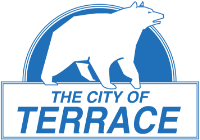 THE CITY OF
TERRACE